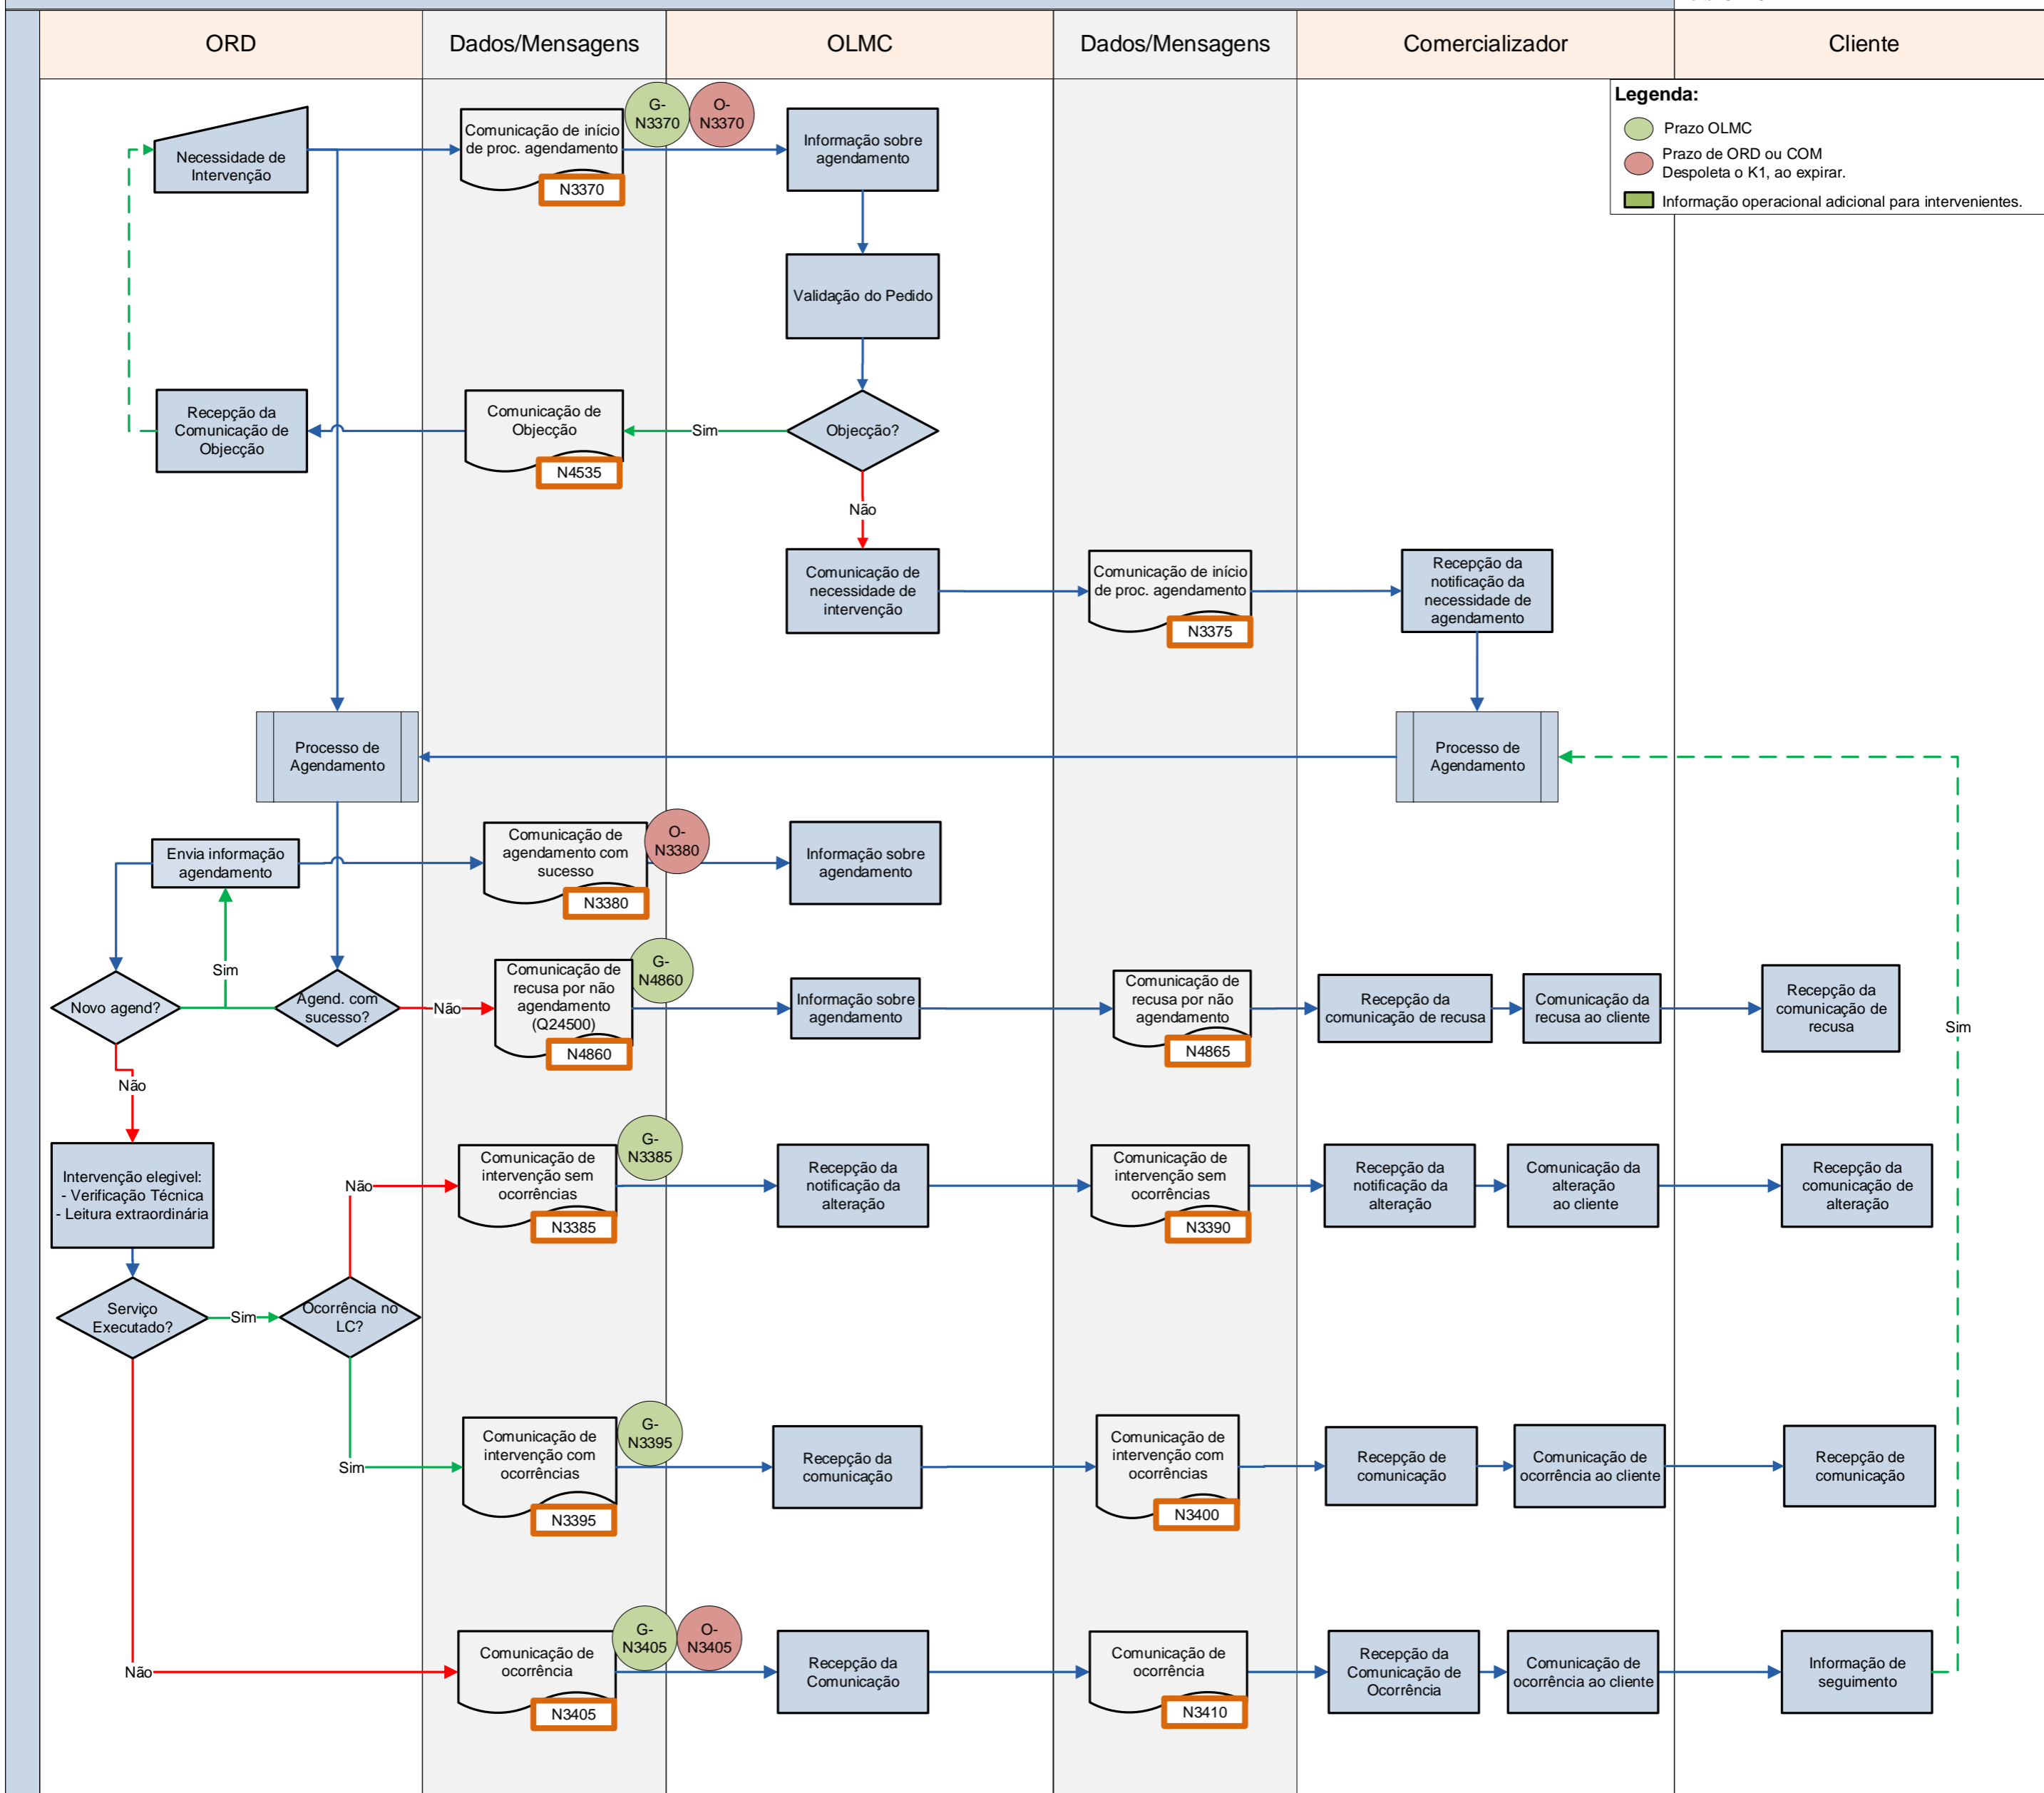 ORD
Dados/Mensagens
OLMC
Dados/Mensagens
Comercializador
Cliente
Legenda:
Prazo OLMC
Prazo de ORD ou COM
Despoleta o K1, ao expirar.
Informação operacional adicional para intervenientes.
Necessidade de
Intervenção
Comunicação de início
de proc. agendamento
N3370
G-
N3370
O-
N3370
Informação sobre
agendamento
Validação do Pedido
Recepção da
Comunicação de
Objecção
Comunicação de
Objecção
N4535
Sim
Objecção?
Não
Comunicação de
necessidade de
intervenção
Comunicação de início
de proc. agendamento
N3375
Recepção da
notificação da
necessidade de
agendamento
Processo de
Agendamento
Processo de
Agendamento
Envia informação
agendamento
Comunicação de
agendamento com
sucesso
N3380
O-
N3380
Informação sobre
agendamento
Novo agend?
Sim
Agend. com
sucesso?
Não
Comunicação de
recusa por não
agendamento
(Q24500)
N4860
G-
N4860
Informação sobre
agendamento
Comunicação de
recusa por não
agendamento
N4865
Recepção da
comunicação de recusa
Comunicação da
recusa ao cliente
Recepção da
comunicação de
recusa
Sim
Não
Intervenção elegivel:
- Verificação Técnica
- Leitura extraordinária
Não
Comunicação de
intervenção sem
ocorrências
N3385
G-
N3385
Recepção da
notificação da
alteração
Comunicação de
intervenção sem
ocorrências
N3390
Recepção da
notificação da
alteração
Comunicação da
alteração
ao cliente
Recepção da
comunicação de
alteração
Serviço
Executado?
Sim
Ocorrência no
LC?
Sim
Comunicação de
intervenção com
ocorrências
N3395
G-
N3395
Recepção da
comunicação
Comunicação de
intervenção com
ocorrências
N3400
Recepção de
comunicação
Comunicação de
ocorrência ao cliente
Recepção de
comunicação
Não
Comunicação de
ocorrência
N3405
G-
N3405
O-
N3405
Recepção da
Comunicação
Comunicação de
ocorrência
N3410
Recepção da
Comunicação de
Ocorrência
Comunicação de
ocorrência ao cliente
Informação de
seguimento